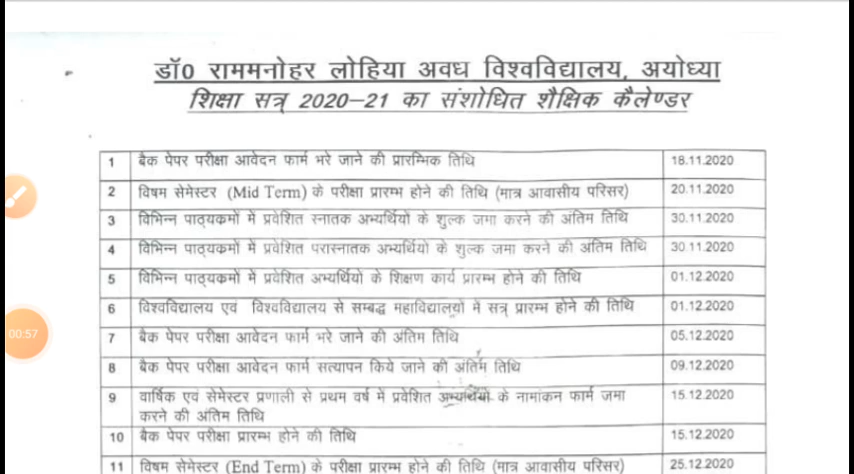 डॉ0 राममनोहर लोहिया अवध विश्वविद्यालय, अयोध्या
शिक्षा सत्र् 2020–21 का संशोधित शैक्षिक कैलेण्डर
1 बैक पेपर परीक्षा आवेदन फार्म भरे जाने की प्रारम्भिक तिथि 18.11.2020
2 विषम सेमेस्टर (Mid Term) के परीक्षा प्रारम्भ होने की तिथि (मात्र आवासीय परिसर) 20.11.2020
3 विभिन्न पाठ्यक्रमों में प्रवेशित स्नातक अभ्यर्थियों के शुल्क जमा करने की अंतिम तिथि 30.11.2020
4 विभिन्न पाठ्यक्रमों में प्रवेशित परास्नातक अभ्यर्थियों के शुल्क जमा करने की अंतिम तिथि 30.11.2020
5 विभिन्न पाठ्यक्रमों में प्रवेशित अभ्यर्थियों के शिक्षण कार्य प्रारम्भ होने की तिथि 01.12.2020
6 विश्वविद्यालय एवं विश्वविद्यालय से सम्बद्ध महाविद्यालयों में सत्र् प्रारम्भ होने की तिथि 01.12.2020
00:57
7 बैक पेपर परीक्षा आवेदन फार्म भरे जाने की अंतिम तिथि 05.12.2020
8 बैक पेपर परीक्षा आवेदन फार्म सत्यापन किये जाने की अंतिम तिथि 09.12.2020
9 वार्षिक एवं सेमेस्टर प्रणाली से प्रथम वर्ष में प्रवेशित अभ्यर्थियों के नामांकन फार्म जमा 15.12.2020
करने की अंतिम तिथि
10 बैक पेपर परीक्षा प्रारम्भ होने की तिथि 15.12.2020
11 विषम सेमेस्टर (End Term) के परीक्षा प्रारम्भ होने की तिथि (मात्र आवासीय परिसर) 25.12.2020